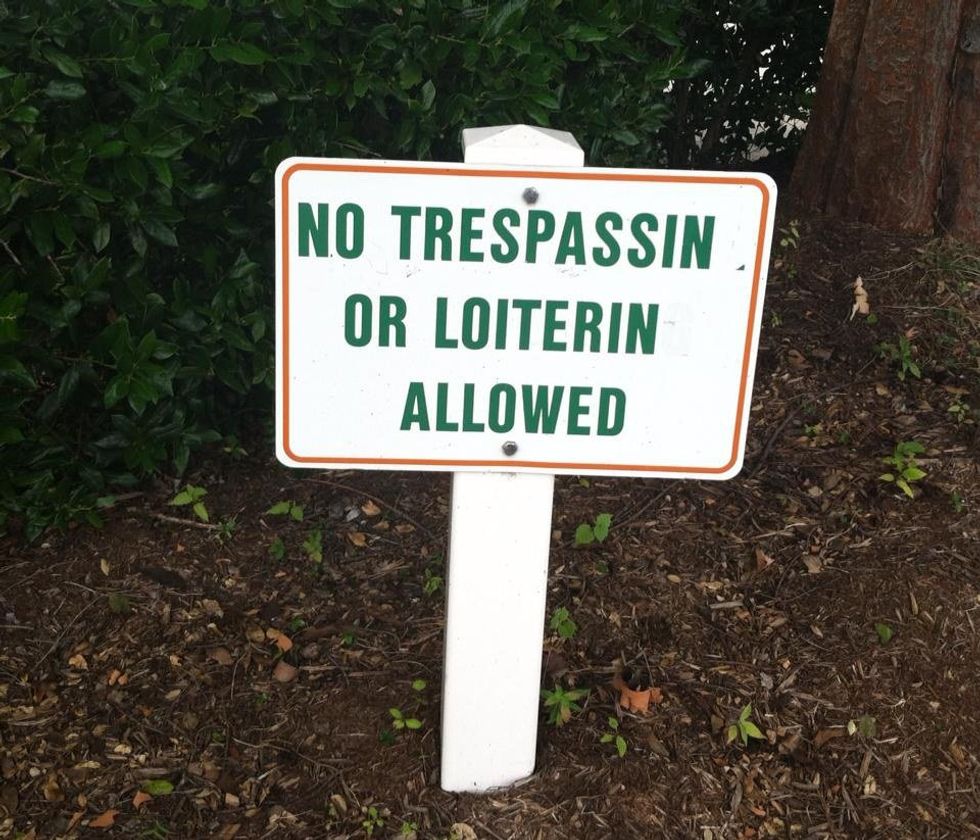 NO TRESPASSIN
OR LOITERIN
ALLOWED